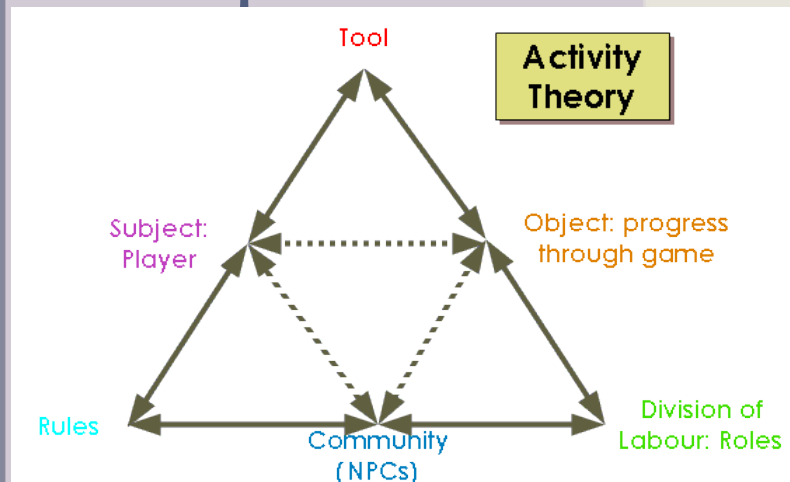 Tool
Activity
Theory
Subject:
Player
Object: progress
through game
Rules
Community
(NPCs)
Division of
Labour: Roles